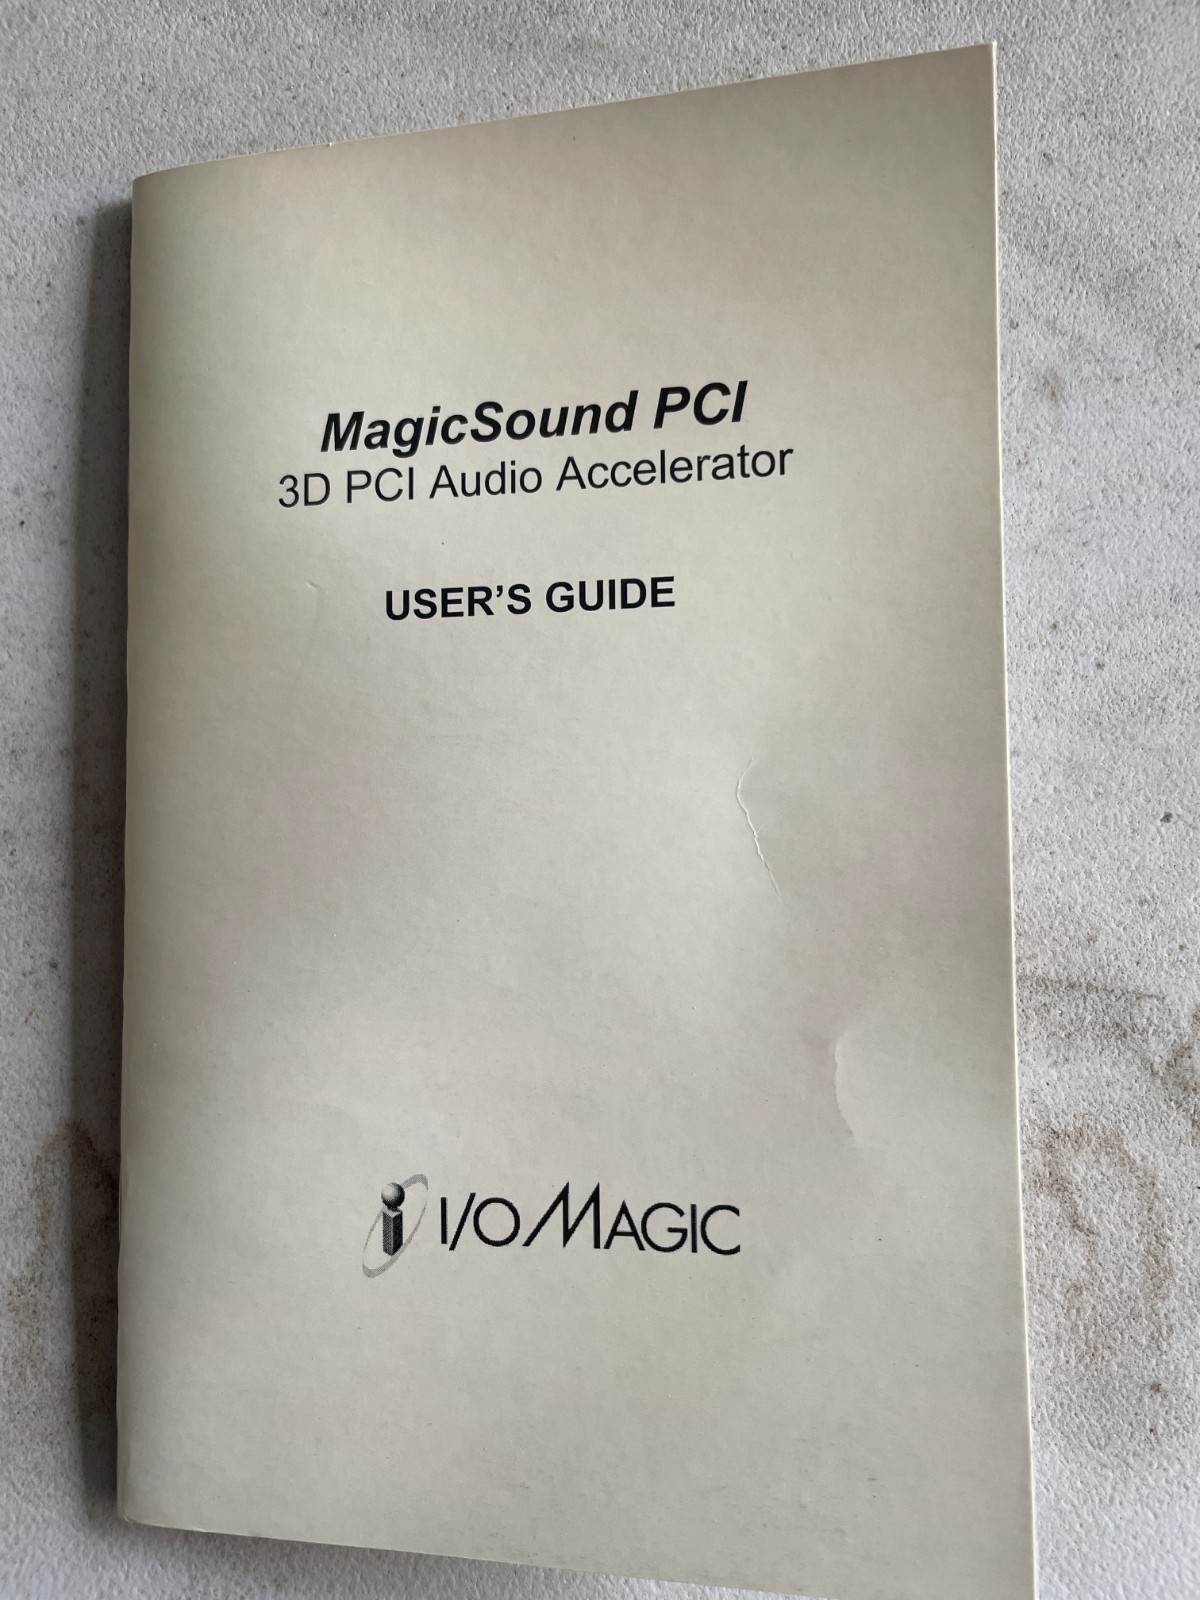 MagicSound PCI
3D PCI Audio Accelerator
USER’S GUIDE
i I/OMAGIC